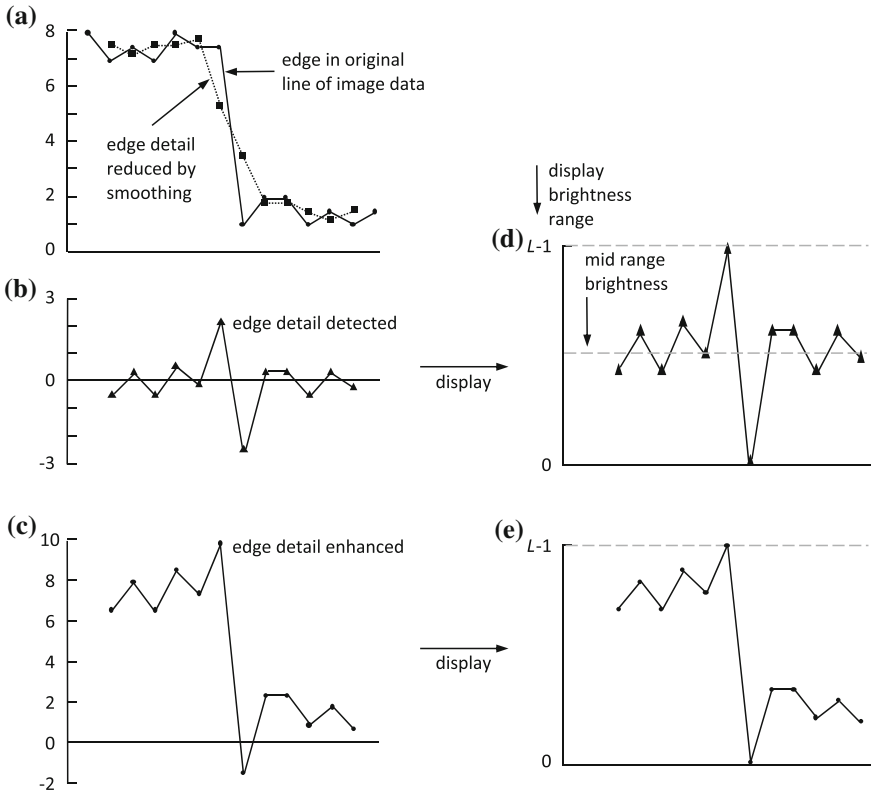 (a)
8
6
4
2
0
edge in original
line of image data
edge detail
reduced by
smoothing
(b)
3
0
-3
edge detail detected
display
display
brightness
range
(d)
L-1
mid range
brightness
0
(c)
10
8
6
4
2
0
-2
edge detail enhanced
display
(e)
L-1
0